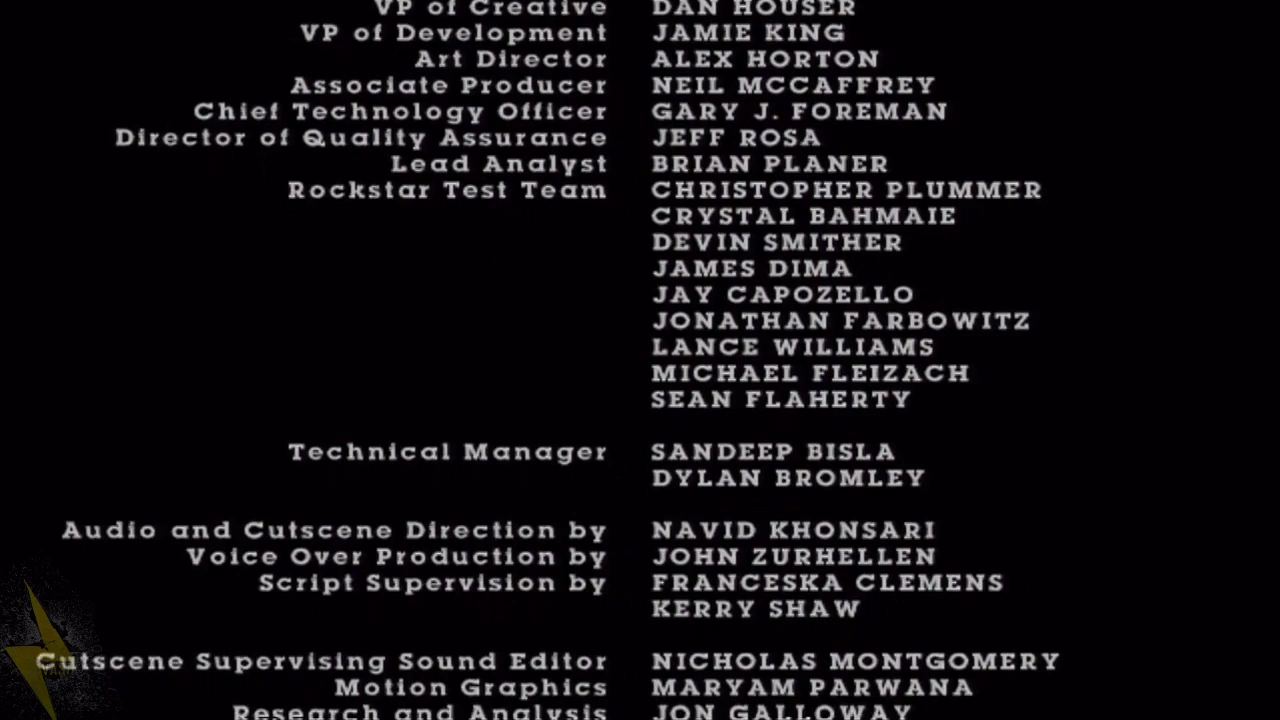 VP of Creative DAN HOUSER
VP of Development JAMIE KING
Art Director ALEX HORTON
Associate Producer NEIL MCCAFFREY
Chief Technology Officer GARY J. FOREMAN
Director of Quality Assurance JEFF ROSA
Lead Analyst BRIAN PLANER
Rockstar Test Team CHRISTOPHER PLUMMER
CRYSTAL BAHMAIE
DEVIN SMITHER
JAMES DIMA
JAY CAPOZELLO
JONATHAN FARBOWITZ
LANCE WILLIAMS
MICHAEL FLEIZACH
SEAN FLAHERTY
Technical Manager SANDEEP BISLA
DYLAN BROMLEY
Audio and Cutscene Direction by NAVID KHONSARI
Voice Over Production by JOHN ZURHELLEN
Script Supervision by FRANCESKA CLEMENS
KERRY SHAW
Cutscene Supervising Sound Editor NICHOLAS MONTGOMERY
Motion Graphics MARYAM PARWANA
Research and Analysis JON GALLOWAY